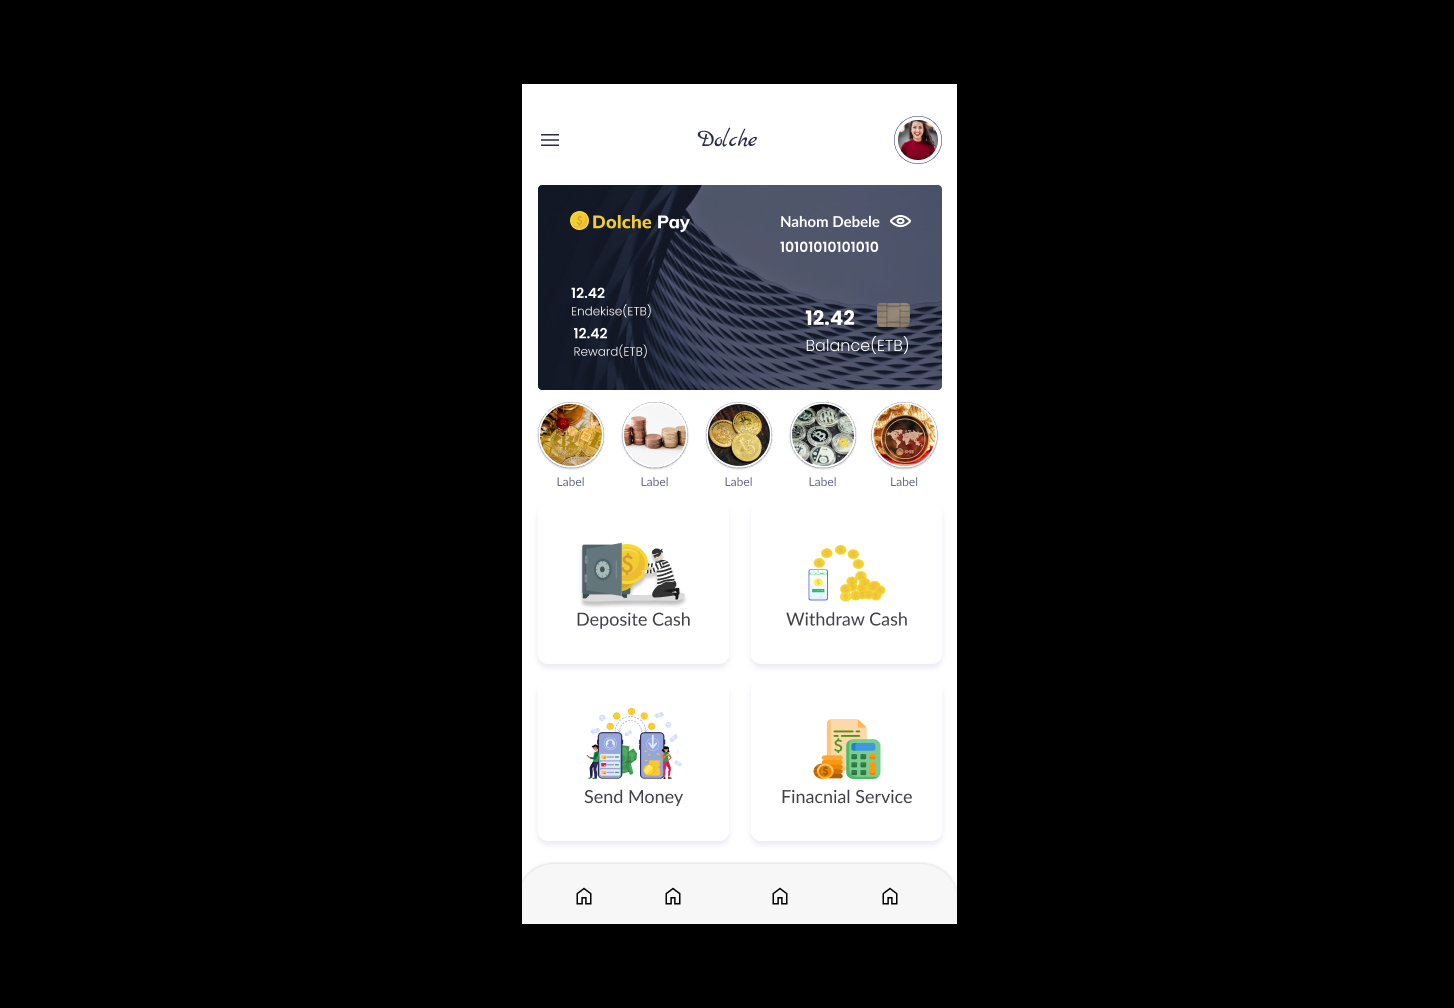 Dolche
Dolche Pay
Nahom Debele
10101010101010
12.42
Endekise(ETB)
12.42
Reward(ETB)
12.42
Balance(ETB)
Label
Label
Label
Label
Label
Deposite Cash
Withdraw Cash
Send Money
Finacnial Service